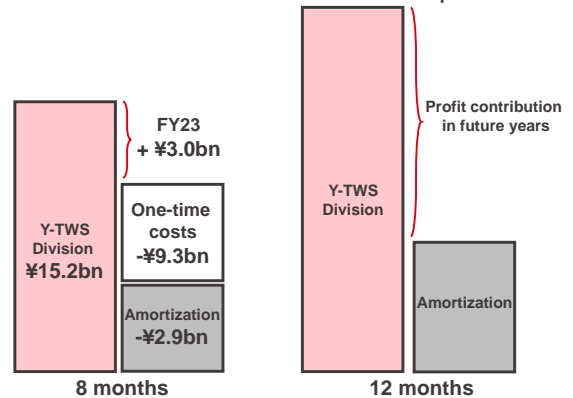 FY23
+ ¥3.0bn
One-time
costs
-¥9.3bn
Y-TWS
Division
¥15.2bn
Amortization
-¥2.9bn
8 months
Profit contribution
in future years
Y-TWS
Division
Amortization
12 months